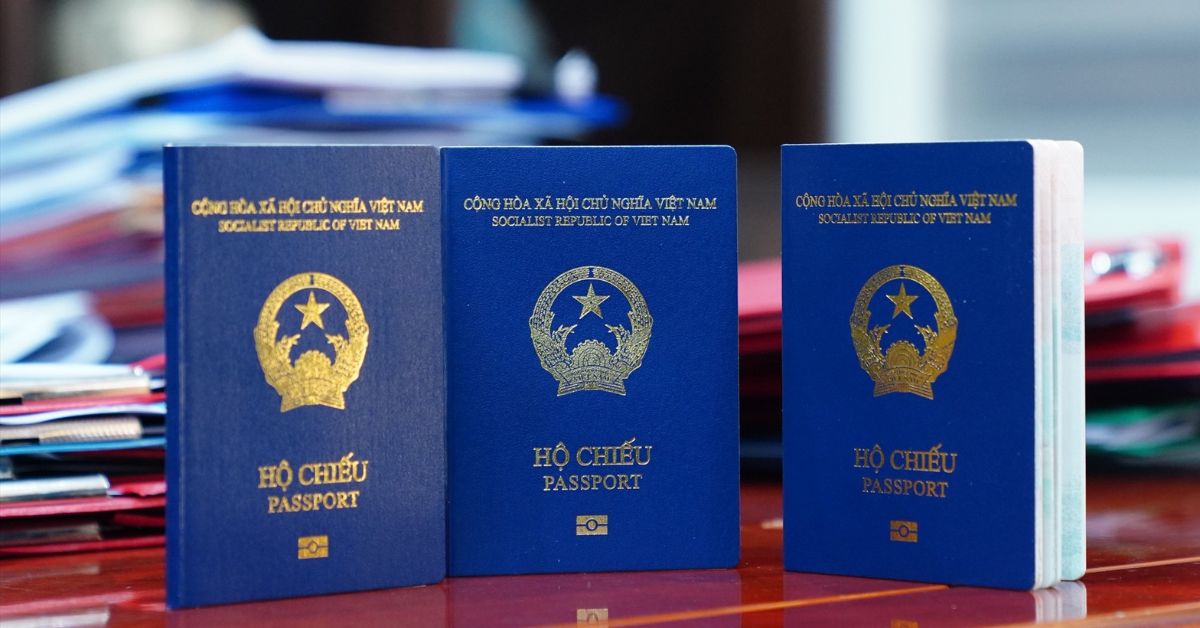 CỘNG HÒA XÃ HỘI CHỦ NGHĨA VIỆT NAM
SOCIALIST REPUBLIC OF VIET NAM
HỘ CHIẾU
PASSPORT
CỘNG HÒA XÃ HỘI CHỦ NGHĨA VIỆT NAM
SOCIALIST REPUBLIC OF VIET NAM
HỘ CHIẾU
PASSPORT
CỘNG HÒA XÃ HỘI CHỦ NGHĨA VIỆT NAM
SOCIALIST REPUBLIC OF VIET NAM
HỘ CHIẾU
PASSPORT